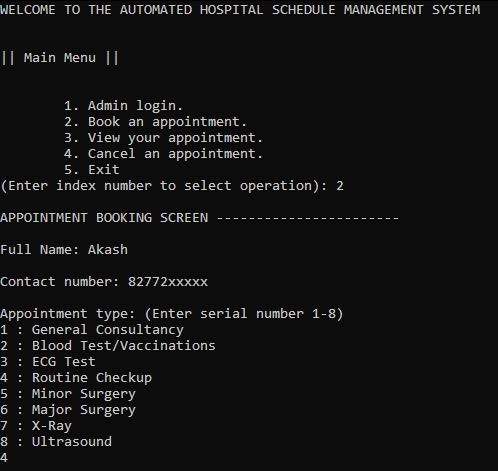 WELCOME TO THE AUTOMATED HOSPITAL SCHEDULE MANAGEMENT SYSTEM
|| Main Menu ||
1. Admin login.
2. Book an appointment.
3. View your appointment.
4. Cancel an appointment.
5. Exit
(Enter index number to select operation): 2
APPOINTMENT BOOKING SCREEN -----------------------
Full Name: Akash
Contact number: 82772xxxxx
Appointment type: (Enter serial number 1-8)
1 : General Consultancy
2 : Blood Test/Vaccinations
3 : ECG Test
4 : Routine Checkup
5 : Minor Surgery
6 : Major Surgery
7 : X-Ray
8 : Ultrasound
4